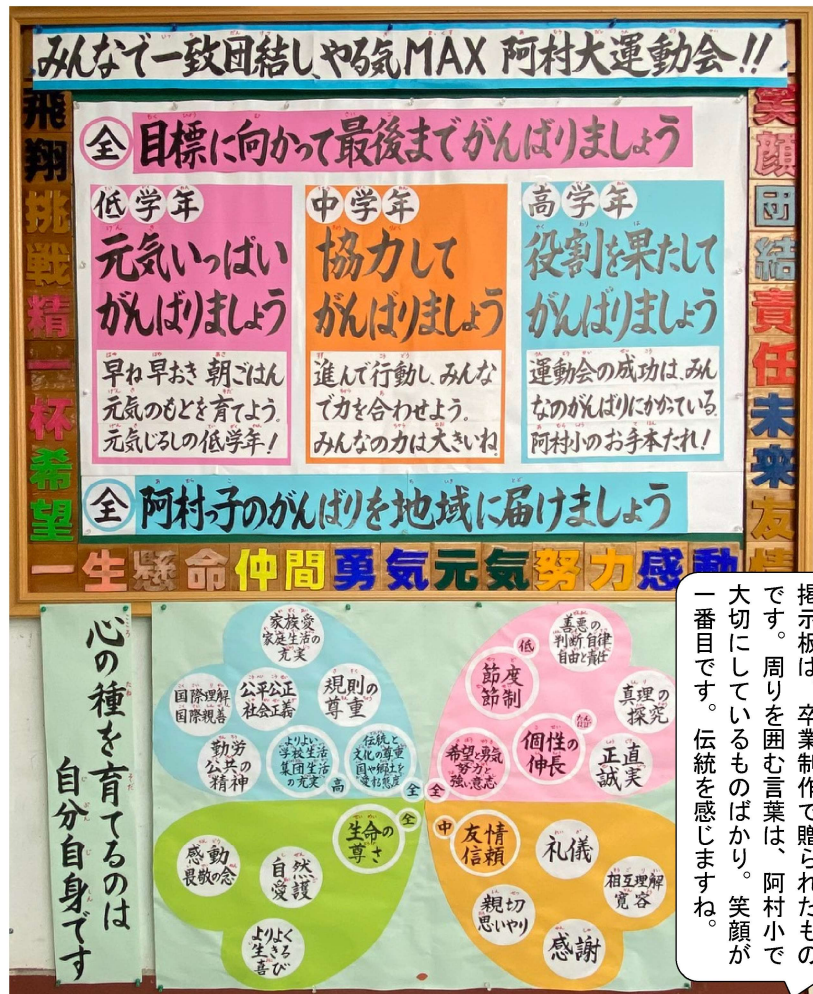 みんなで一致団結し、やる気MAX 阿村大運動会!!
全 目標に向かって最後までがんばりましょう
低学年
元気いっぱい
がんばりましょう
早ね早おき朝ごはん
元気のもとを育てよう。
元気じるしの低学年!
中学年
協力して
がんばりましょう
進んで行動し、みんな
で力を合わせよう。
みんなの力は大きいね
高学年
役割を果たして
がんばりましょう
運動会の成功は、みん
なのがんばりにかかっている。
阿村小のお手本たれ!
全 阿村っ子のがんばりを地域に届けましょう
飛翔挑戦精一杯希望
笑顔団結責任未来友情
一生懸命仲間勇気元気努力感動
心の種を育てるのは
自分自身です
家族愛
家庭生活の
充実
国際理解
国際親善
公平公正
社会正義
規則の
尊重
勤労
公共の
精神
よりよい
学校生活
集団生活
の充実
高
伝統と
文化の尊重
国や郷土を
愛する態度
全
善悪の
判断 自律
自由と責任
低
節度
節制
真理の
探究
個性の
伸長
希望と勇気
努力と
強い意志
全
正直
誠実
生命の
尊さ
全
感動
畏敬の念
自然
愛護
よりよく
生きる
喜び
中
友情
信頼
礼儀
相互理解
寛容
親切
思いやり
感謝
掲示板は、卒業制作で贈られたもの
です。周りを囲む言葉は、阿村小で
大切にしているものばかり。笑顔が
一番目です。伝統を感じますね。